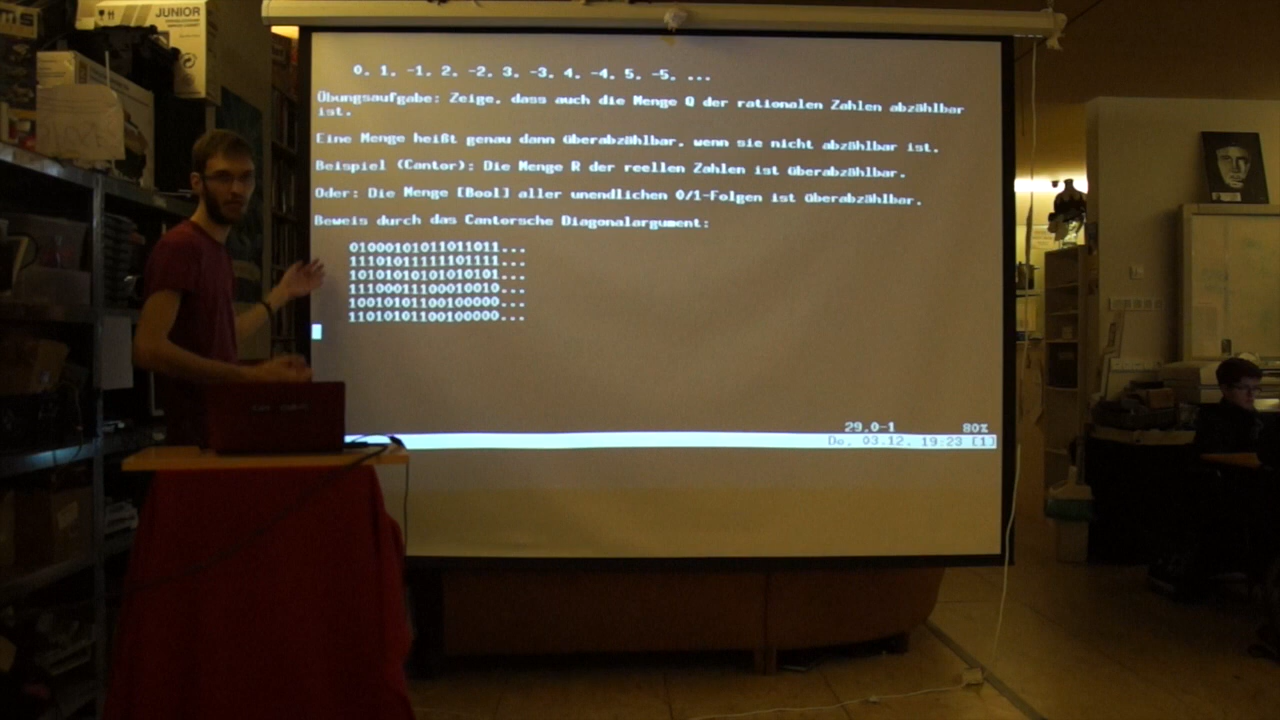 JUNIOR
0, 1, -1, 2, -2, 3, -3, 4, -4, 5, -5, ...
Übungsaufgabe: Zeige, dass auch die Menge Q der rationalen Zahlen abzählbar
ist.
Eine Menge heißt genau dann überabzählbar, wenn sie nicht abzählbar ist.
Beispiel (Cantor): Die Menge R der reellen Zahlen ist überabzählbar.
Oder: Die Menge [Bool] aller unendlichen 0/1-Folgen ist überabzählbar.
Beweis durch das Cantorsche Diagonalargument:
01000101011011011...
11101011111101111...
10101010101010101...
11100011100010010...
10010101100100000...
11010101100100000...
29,0-1 80%
Do, 03.12. 19:23 [1]